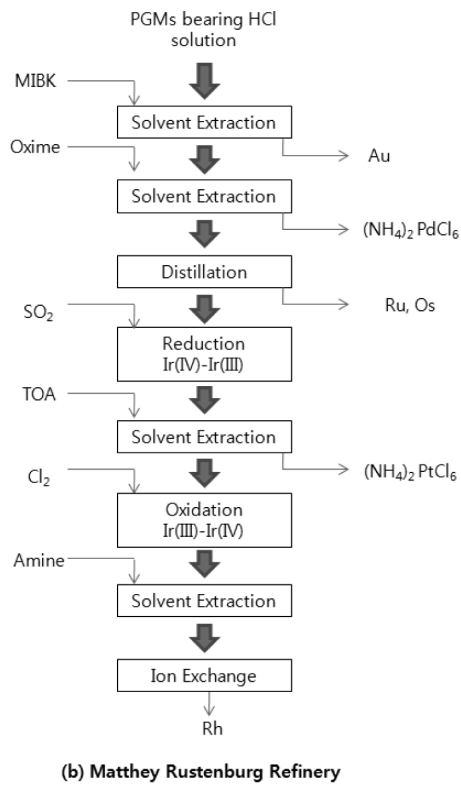 PGMs bearing HCl
solution
MIBK
Solvent Extraction
Oxime
Au
Solvent Extraction
(NH₄)₂ PdCl₆
Distillation
SO₂
Ru, Os
Reduction
Ir(Ⅳ)-Ir(Ⅲ)
TOA
Solvent Extraction
(NH₄)₂ PtCl₆
Cl₂
Oxidation
Ir(Ⅲ)-Ir(Ⅳ)
Amine
Solvent Extraction
Ion Exchange
Rh
(b) Matthey Rustenburg Refinery